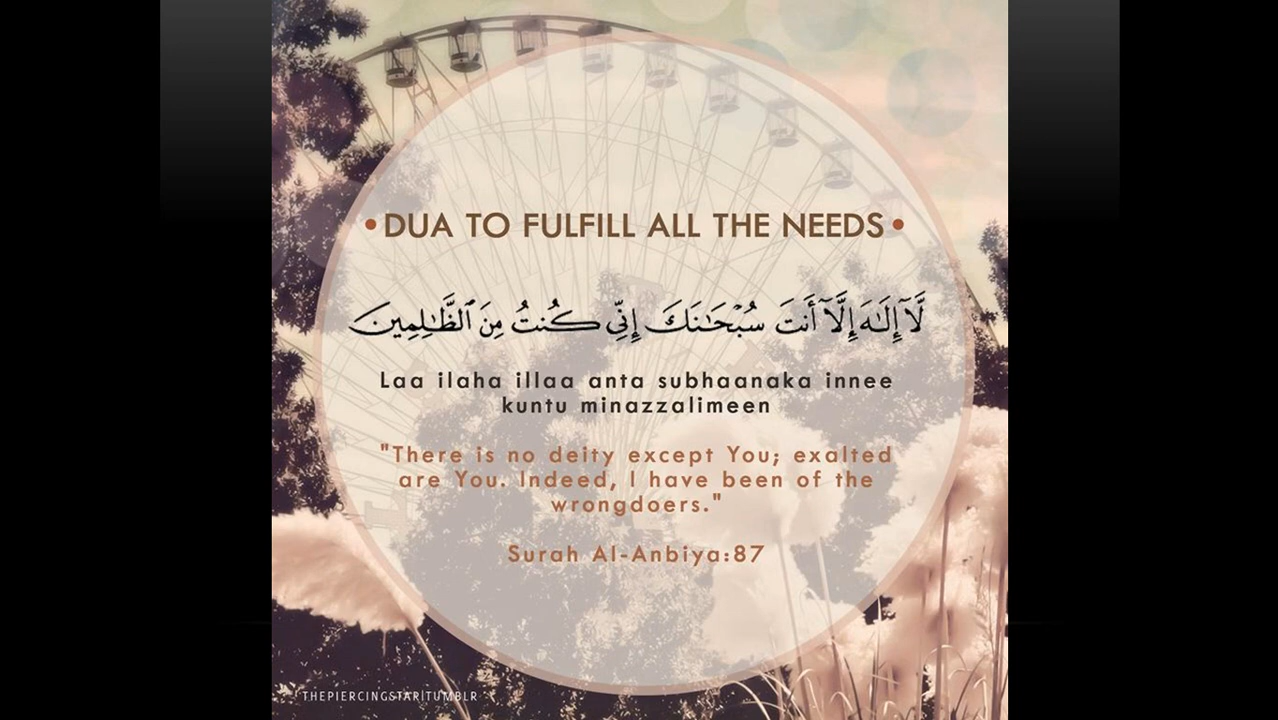 •DUA TO FULFILL ALL THE NEEDS•
لَّآ إِلَـٰهَ إِلَّآ أَنتَ سُبْحَـٰنَكَ إِنِّى كُنتُ مِنَ ٱلظَّـٰلِمِينَ
Laa ilaha illaa anta subhaanaka innee
kuntu minazzalimeen
"There is no deity except You; exalted
are You. Indeed, I have been of the
wrongdoers."
Surah Al-Anbiya:87
THEPIERCINGSTAR|TUMBLR